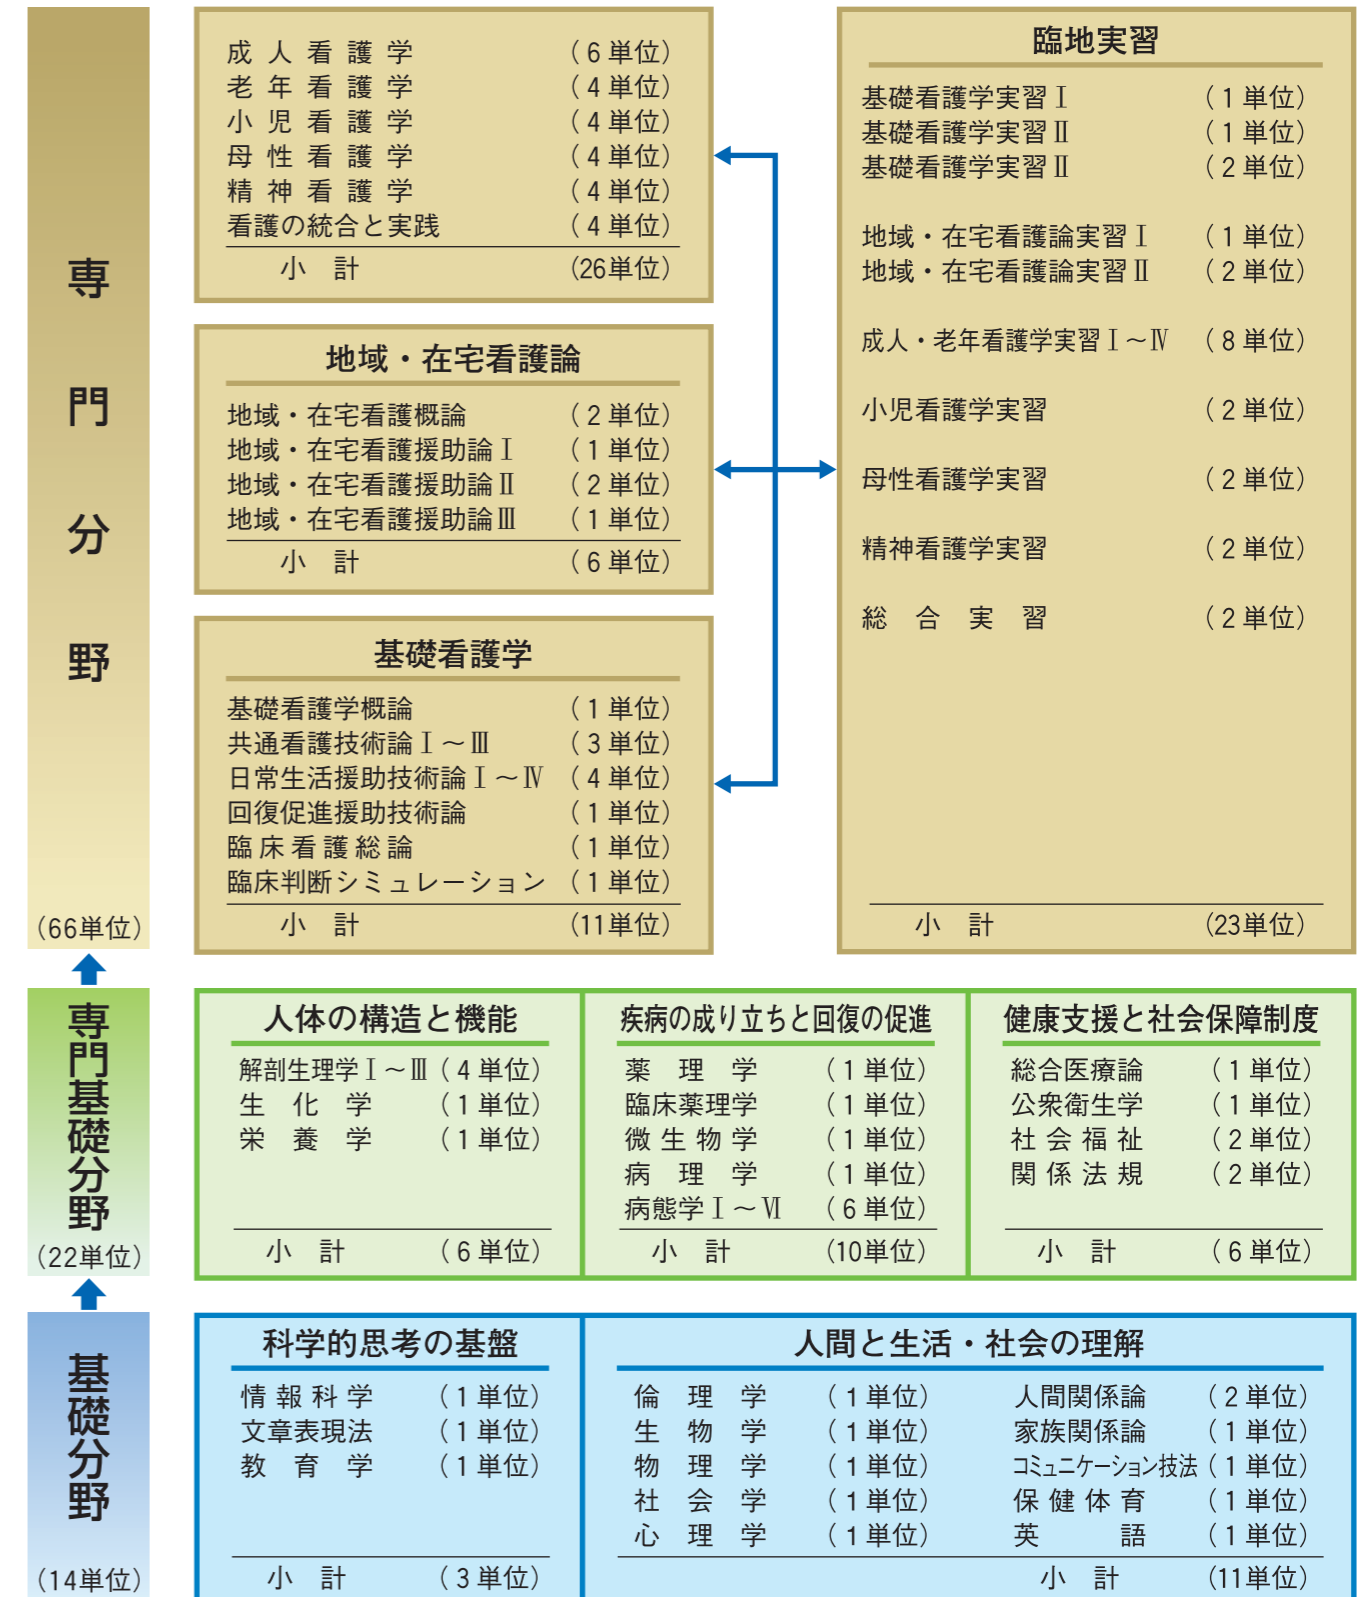 専門分野
(66単位)
成人看護学 (6単位)
老年看護学 (4単位)
小児看護学 (4単位)
母性看護学 (4単位)
精神看護学 (4単位)
看護の統合と実践 (4単位)
小計 (26単位)
地域・在宅看護論
地域・在宅看護概論 (2単位)
地域・在宅看護援助論Ⅰ (1単位)
地域・在宅看護援助論Ⅱ (2単位)
地域・在宅看護援助論Ⅲ (1単位)
小計 (6単位)
基礎看護学
基礎看護学概論 (1単位)
共通看護技術論Ⅰ～Ⅲ (3単位)
日常生活援助技術論Ⅰ～Ⅳ (4単位)
回復促進援助技術論 (1単位)
臨床看護総論 (1単位)
臨床判断シミュレーション (1単位)
小計 (11単位)
臨地実習
基礎看護学実習Ⅰ (1単位)
基礎看護学実習Ⅱ (1単位)
基礎看護学実習Ⅱ (2単位)
地域・在宅看護論実習Ⅰ (1単位)
地域・在宅看護論実習Ⅱ (2単位)
成人・老年看護学実習Ⅰ～Ⅳ (8単位)
小児看護学実習 (2単位)
母性看護学実習 (2単位)
精神看護学実習 (2単位)
総合実習 (2単位)
小計 (23単位)
専門基礎分野
(22単位)
人体の構造と機能
解剖生理学Ⅰ～Ⅲ (4単位)
生化学 (1単位)
栄養学 (1単位)
小計 (6単位)
疾病の成り立ちと回復の促進
薬理学 (1単位)
臨床薬理学 (1単位)
微生物学 (1単位)
病理学 (1単位)
病態学Ⅰ～Ⅵ (6単位)
小計 (10単位)
健康支援と社会保障制度
総合医療論 (1単位)
公衆衛生学 (1単位)
社会福祉 (2単位)
関係法規 (2単位)
小計 (6単位)
基礎分野
(14単位)
科学的思考の基盤
情報科学 (1単位)
文章表現法 (1単位)
教育学 (1単位)
小計 (3単位)
人間と生活・社会の理解
倫理学 (1単位)
生物学 (1単位)
物理学 (1単位)
社会学 (1単位)
心理学 (1単位)
人間関係論 (2単位)
家族関係論 (1単位)
コミュニケーション技法 (1単位)
保健体育 (1単位)
英語 (1単位)
小計 (11単位)